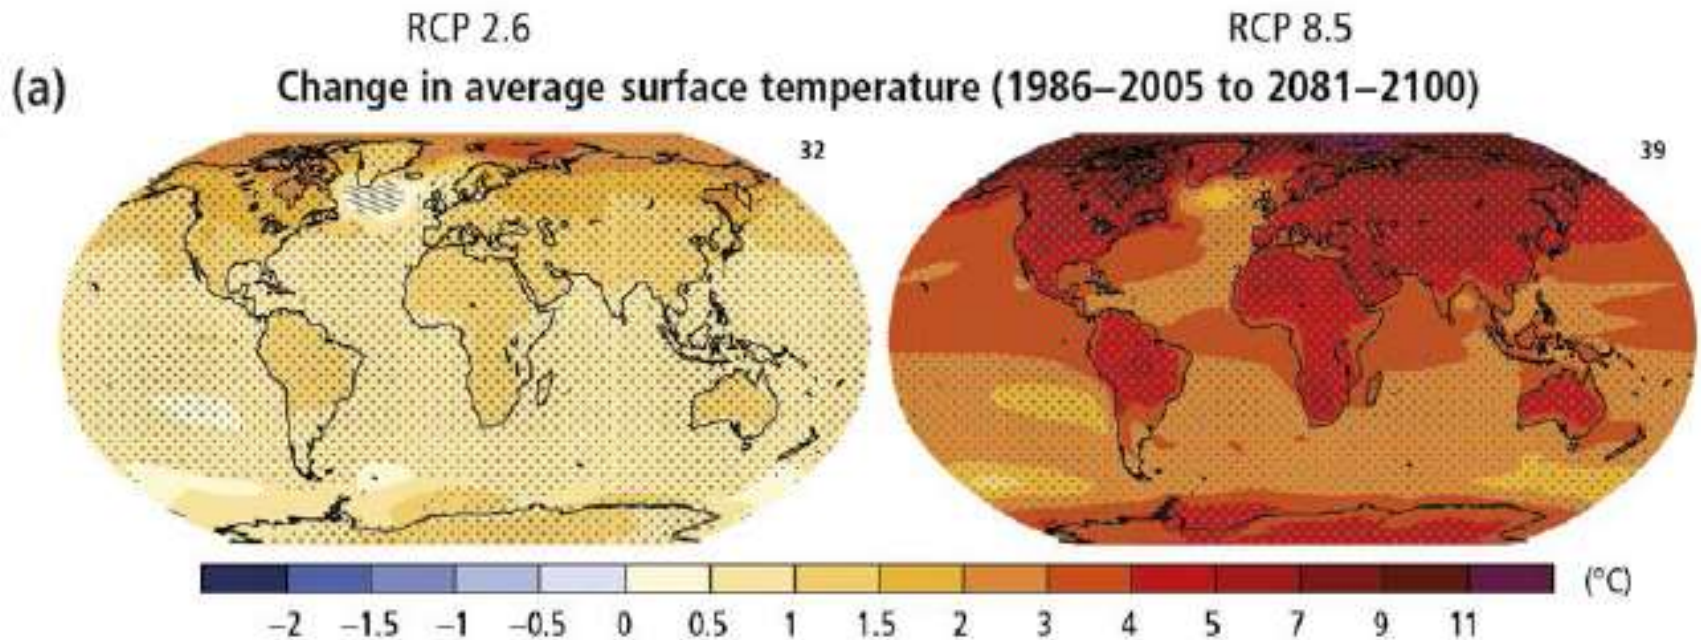 RCP 2.6 RCP 8.5
(a) Change in average surface temperature (1986–2005 to 2081–2100)
32 39
−2 −1.5 −1 −0.5 0 0.5 1 1.5 2 3 4 5 7 9 11 (°C)